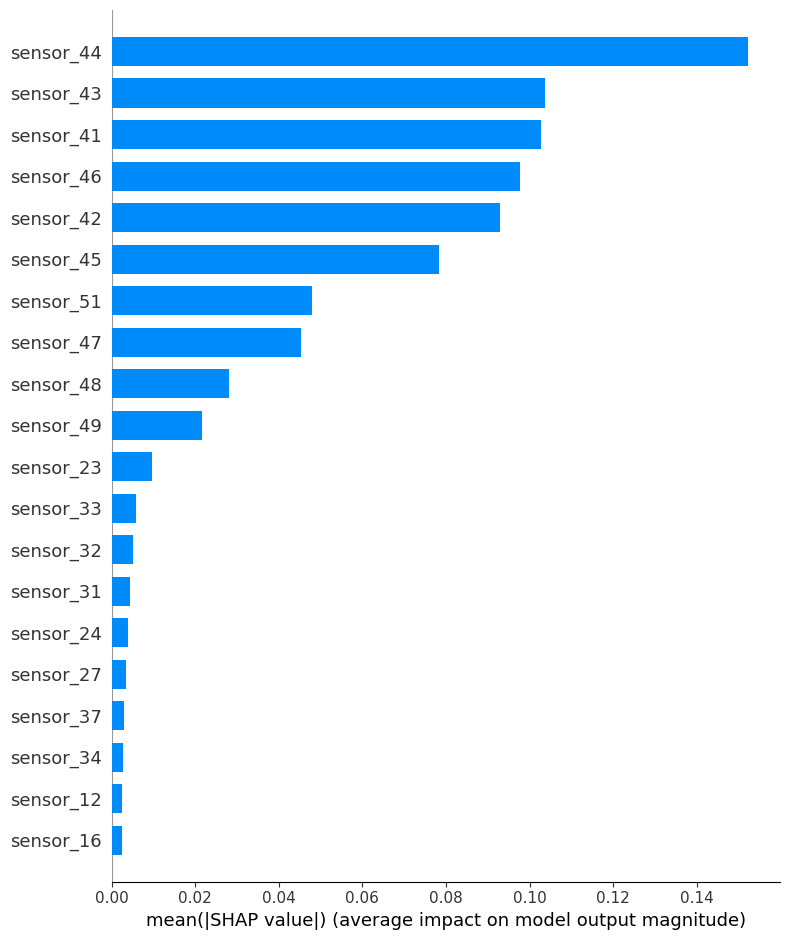 sensor_44
sensor_43
sensor_41
sensor_46
sensor_42
sensor_45
sensor_51
sensor_47
sensor_48
sensor_49
sensor_23
sensor_33
sensor_32
sensor_31
sensor_24
sensor_27
sensor_37
sensor_34
sensor_12
sensor_16
0.00 0.02 0.04 0.06 0.08 0.10 0.12 0.14
mean(|SHAP value|) (average impact on model output magnitude)